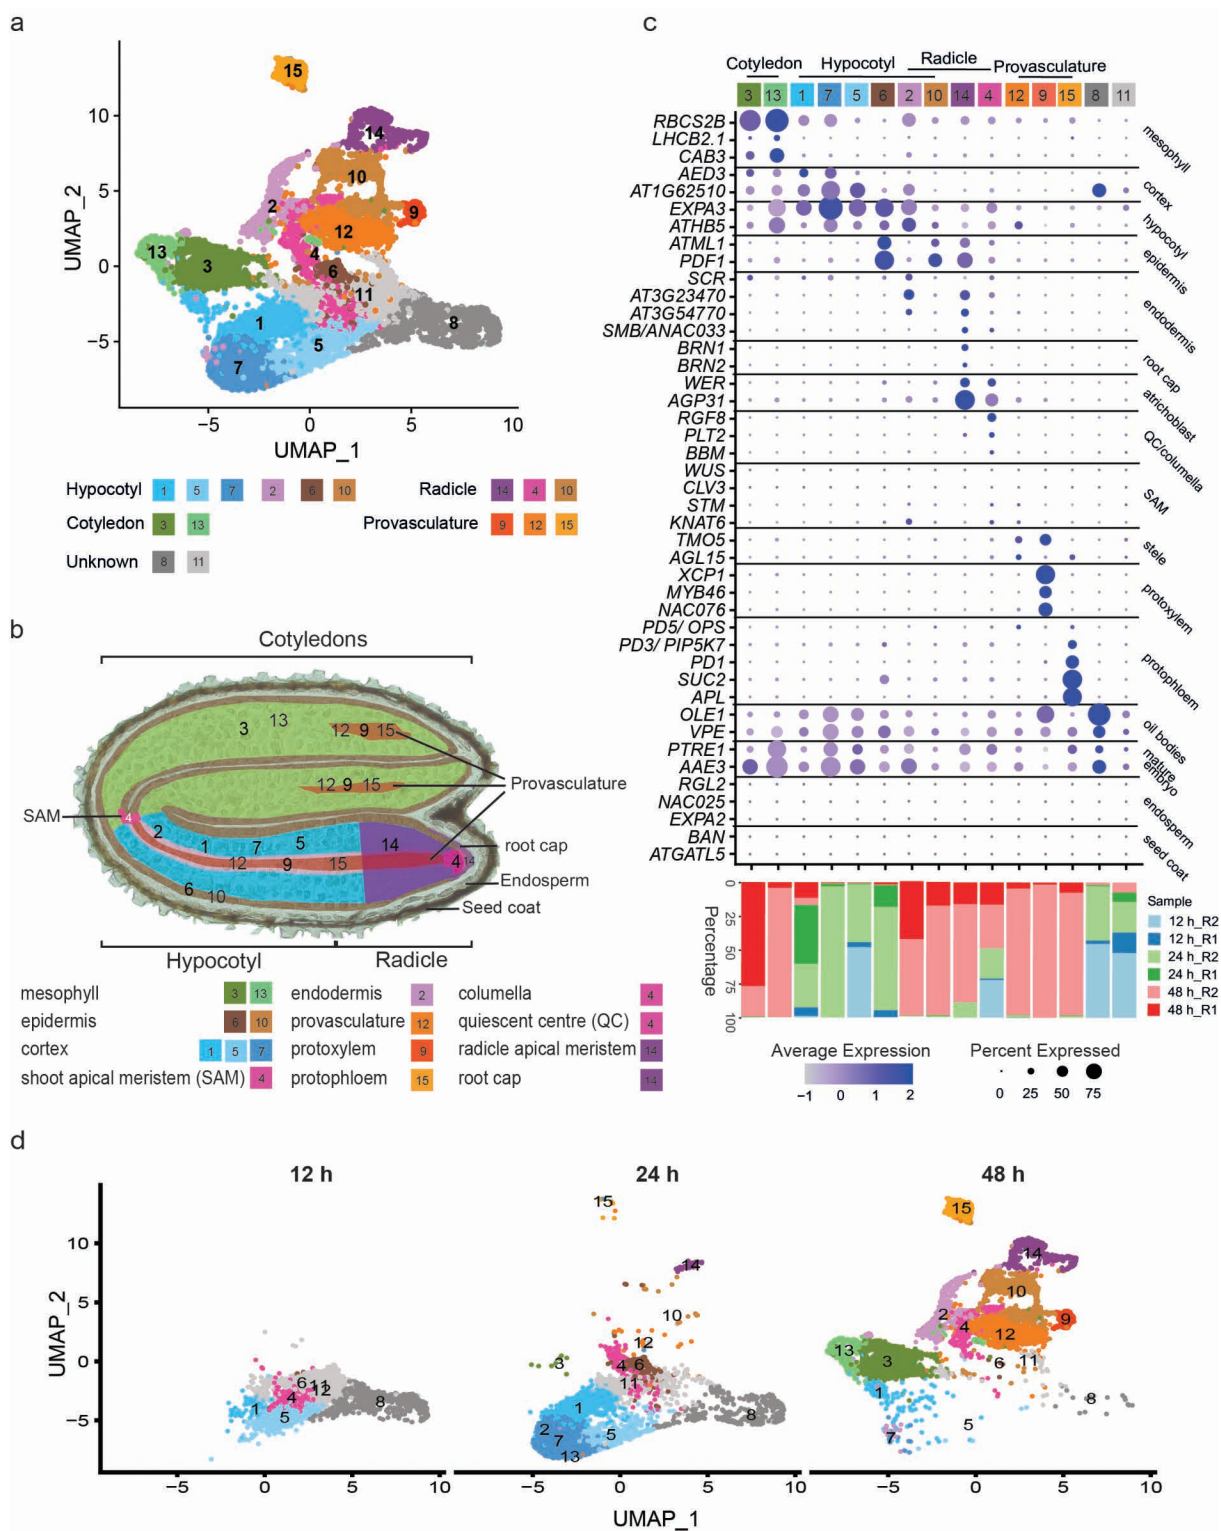 a
UMAP_2
10
5
0
−5
−5
0
5
10
UMAP_1
15
14
10
2
9
12
13
3
4
6
11
1
8
5
7
Hypocotyl 1 5 7 2 6 10
Radicle 14 4 10
Cotyledon 3 13
Provasculature 9 12 15
Unknown 8 11
b
Cotyledons
3 13 12 9 15
12 9 15
Provasculature
SAM
4
2 1 7 5 14
12 9 15 4 14
6 10
root cap
Endosperm
Seed coat
Hypocotyl
Radicle
mesophyll 3 13
endodermis 2
columella 4
epidermis 6 10
provasculature 12
quiescent centre (QC) 4
cortex 1 5 7
protoxylem 9
radicle apical meristem 14
shoot apical meristem (SAM) 4
protophloem 15
root cap 14
c
Cotyledon
Hypocotyl
Radicle
Provasculature
3 13 1 7 5 6 2 10 14 4 12 9 15 8 11
RBCS2B
LHCB2.1
CAB3
AED3
AT1G62510
EXPA3
ATHB5
ATML1
PDF1
SCR
AT3G23470
AT3G54770
SMB/ANAC033
BRN1
BRN2
WER
AGP31
RGF8
PLT2
BBM
WUS
CLV3
STM
KNAT6
TMO5
AGL15
XCP1
MYB46
NAC076
PD5/ OPS
PD3/ PIP5K7
PD1
SUC2
APL
OLE1
VPE
PTRE1
AAE3
RGL2
NAC025
EXPA2
BAN
ATGATL5
mesophyll
cortex
hypocotyl
epidermis
endodermis
root cap
atrichoblast
QC/columella
SAM
stele
protoxylem
protophloem
oil bodies
mature
embryo
endosperm
seed coat
Percentage
0
25
50
75
100
Sample
12 h_R2
12 h_R1
24 h_R2
24 h_R1
48 h_R2
48 h_R1
Average Expression
−1 0 1 2
Percent Expressed
0 25 50 75
d
12 h
24 h
48 h
UMAP_2
10
5
0
−5
6 11
12
4
1
5
8
15
14
10
12
3
4 6
11
1
2
7
5
8
13
15
14
10
2
4
9
12
13
3
6
11
1
8
5
7
−5 0 5 10
−5 0 5 10
−5 0 5 10
UMAP_1